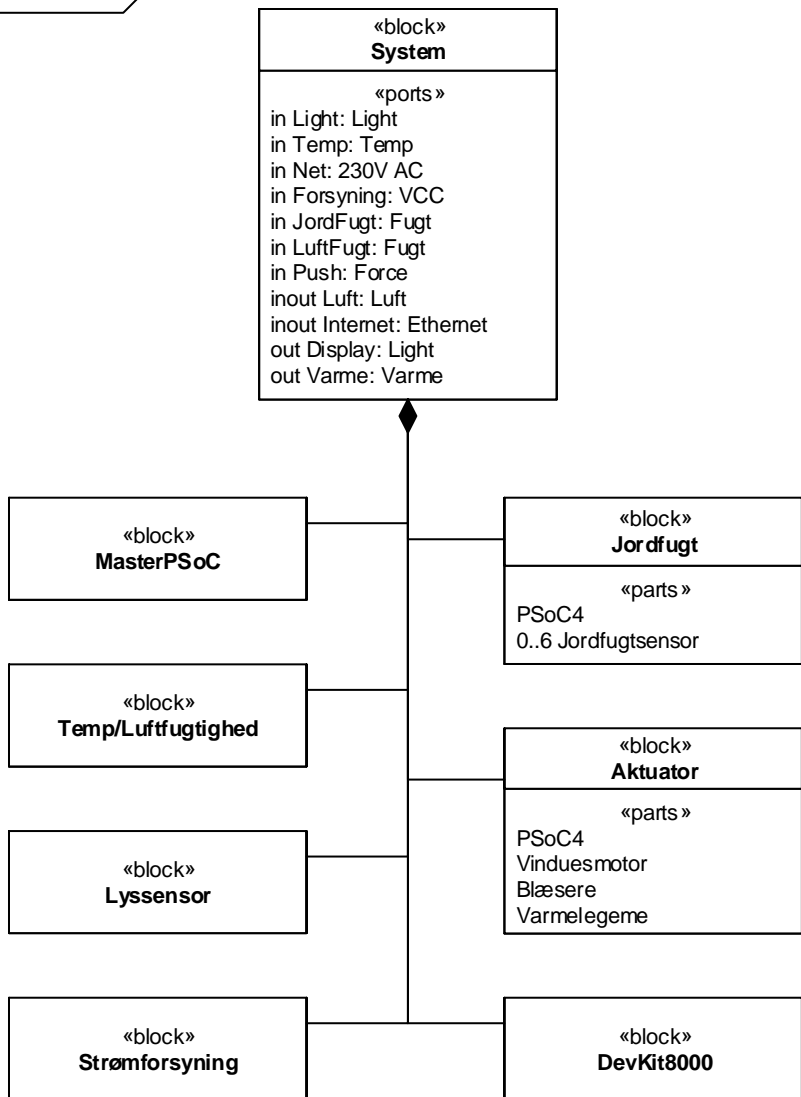 «block»
System
«ports»
in Light: Light
in Temp: Temp
in Net: 230V AC
in Forsyning: VCC
in JordFugt: Fugt
in LuftFugt: Fugt
in Push: Force
inout Luft: Luft
inout Internet: Ethernet
out Display: Light
out Varme: Varme
«block»
MasterPSoC
«block»
Temp/Luftfugtighed
«block»
Lyssensor
«block»
Strømforsyning
«block»
Jordfugt
«parts»
PSoC4
0..6 Jordfugtsensor
«block»
Aktuator
«parts»
PSoC4
Vinduesmotor
Blæsere
Varmelegeme
«block»
DevKit8000